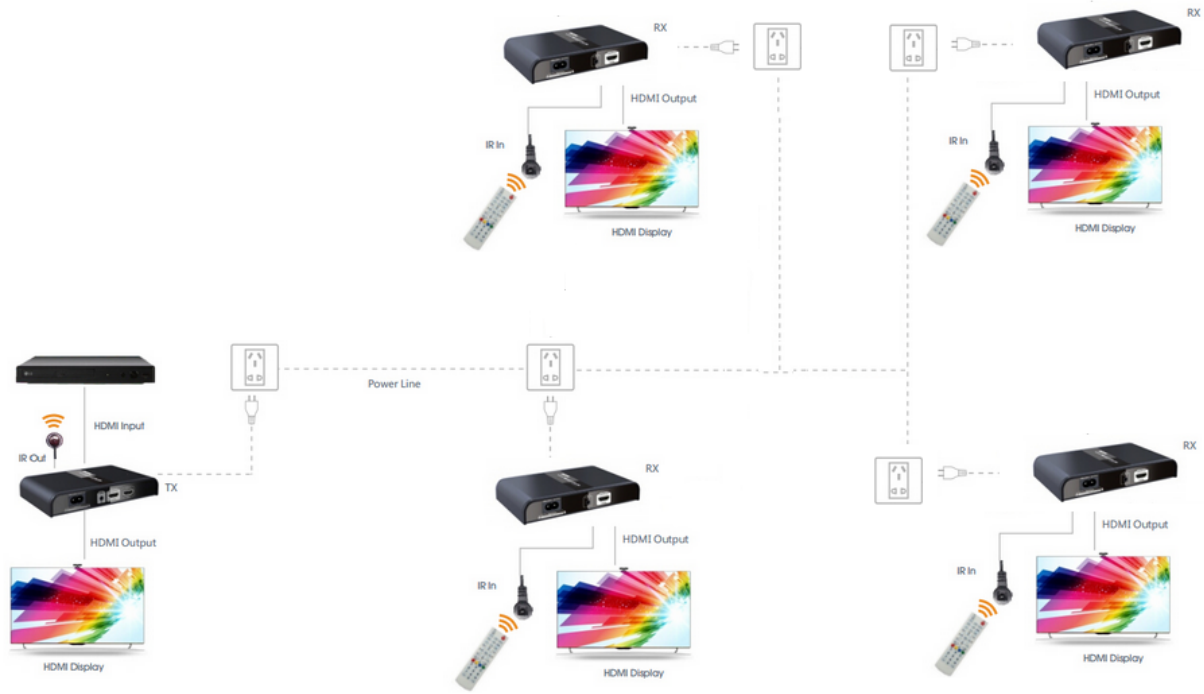 RX
HDMI Output
IR In
HDMI Display
RX
HDMI Output
IR In
HDMI Display
HDMI Input
IR Out
TX
HDMI Output
HDMI Display
Power Line
RX
HDMI Output
IR In
HDMI Display
RX
HDMI Output
IR In
HDMI Display